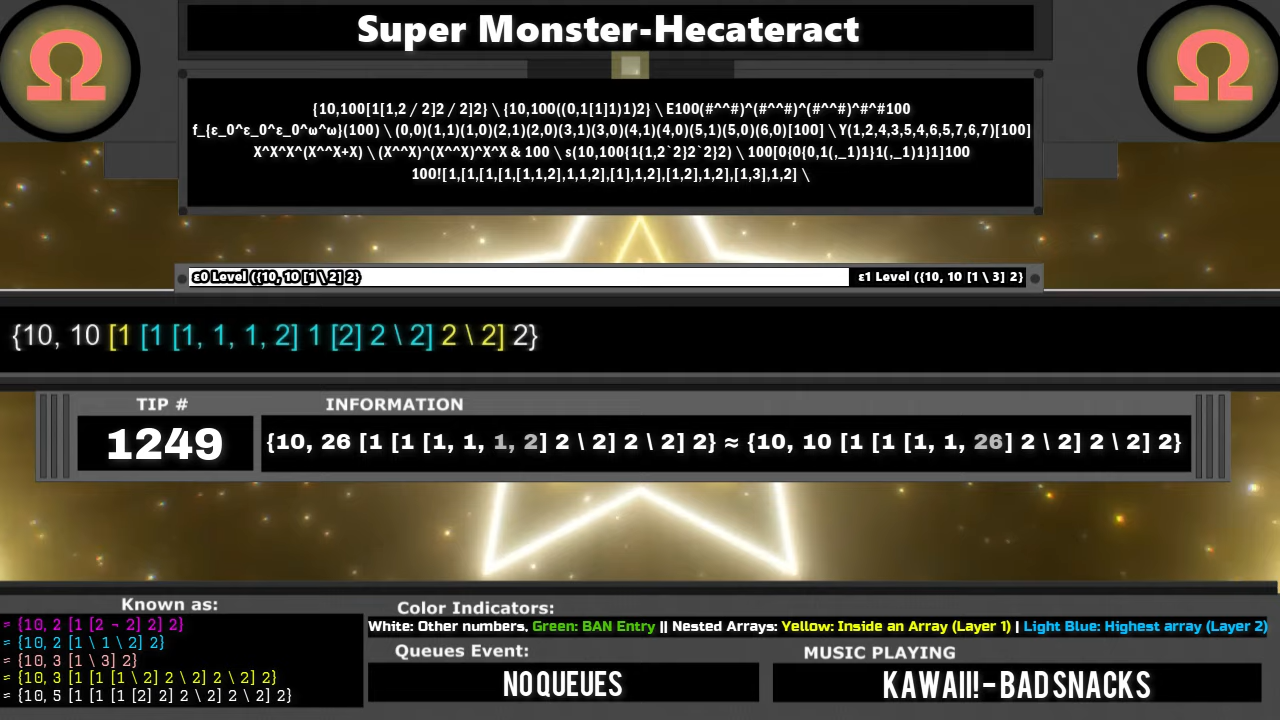 Super Monster-Hecateract
Ω
Ω
{10,100[1[1,2 / 2]2 / 2]2} \ {10,100((0,1[1]1)1)2} \ E100(#^^#)^(#^^#)^(#^^#)^#^#100
f_{ε_0^ε_0^ε_0^ω^ω}(100) \ (0,0)(1,1)(1,0)(2,1)(2,0)(3,1)(3,0)(4,1)(4,0)(5,1)(5,0)(6,0)[100] \ Y(1,2,4,3,5,4,6,5,7,6,7)[100]
X^X^X^(X^^X+X) \ (X^^X)^(X^^X)^X^X & 100 \ s(10,100{1{1,2`2}2`2}2) \ 100[0{0{0,1(,_1)1}1(,_1)1}1]100
100![1,[1,[1,[1,[1,1,2],1,1,2],[1],1,2],[1,2],1,2],[1,3],1,2] \
ε0 Level ({10, 10 [1 \ 2] 2}
ε1 Level ({10, 10 [1 \ 3] 2}
{10, 10 [1 [1 [1, 1, 1, 2] 1 [2] 2 \ 2] 2 \ 2] 2}
TIP #
INFORMATION
1249
{10, 26 [1 [1 [1, 1, 1, 2] 2 \ 2] 2 \ 2] 2} ≈ {10, 10 [1 [1 [1, 1, 26] 2 \ 2] 2 \ 2] 2}
Known as:
= {10, 2 [1 [2 ¬ 2] 2] 2}
= {10, 2 [1 \ 1 \ 2] 2}
= {10, 3 [1 \ 3] 2}
= {10, 3 [1 [1 [1 \ 2] 2 \ 2] 2 \ 2] 2}
= {10, 5 [1 [1 [1 [2] 2] 2 \ 2] 2 \ 2] 2}
Color Indicators:
White: Other numbers, Green: BAN Entry || Nested Arrays: Yellow: Inside an Array (Layer 1) | Light Blue: Highest array (Layer 2)
Queues Event:
MUSIC PLAYING
NO QUEUES
KAWAII! - BAD SNACKS